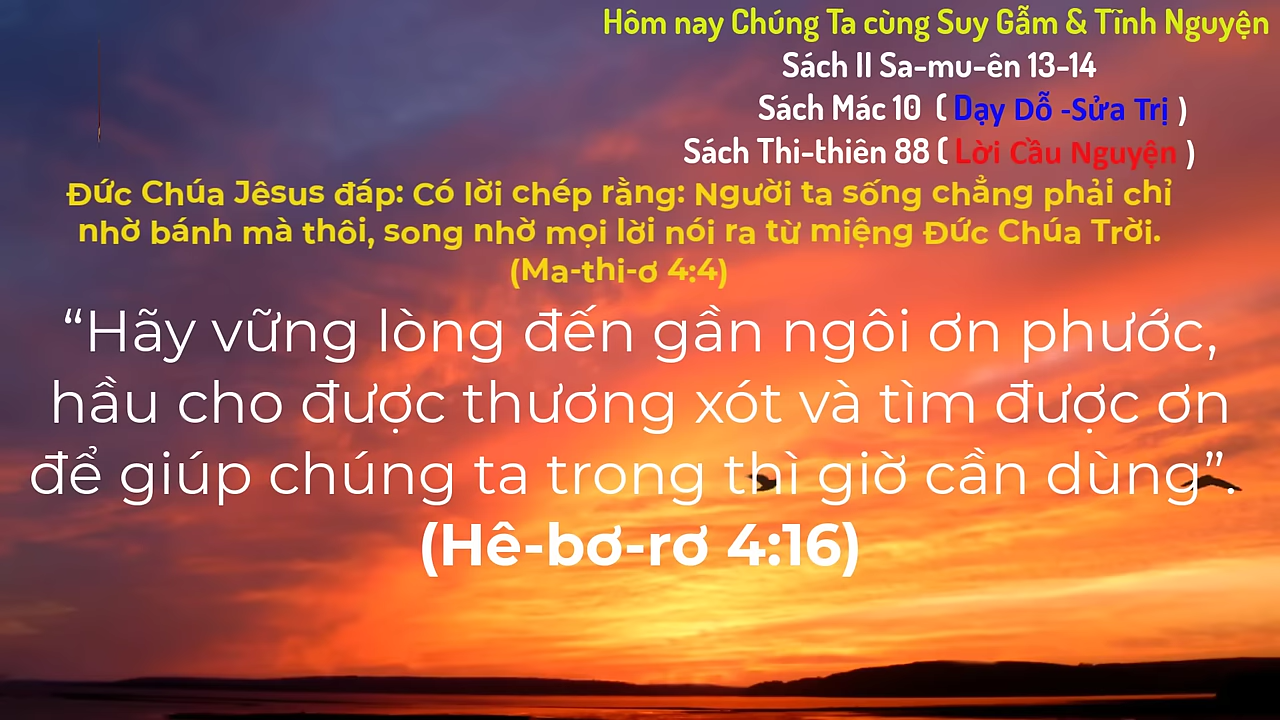 Hôm nay Chúng Ta cùng Suy Gẫm & Tĩnh Nguyện
Sách II Sa-mu-ên 13-14
Sách Mác 10 ( Dạy Dỗ -Sửa Trị )
Sách Thi-thiên 88 ( Lời Cầu Nguyện )
Đức Chúa Jêsus đáp: Có lời chép rằng: Người ta sống chẳng phải chỉ
nhờ bánh mà thôi, song nhờ mọi lời nói ra từ miệng Đức Chúa Trời.
(Ma-thi-ơ 4:4)
“Hãy vững lòng đến gần ngôi ơn phước,
hầu cho được thương xót và tìm được ơn
để giúp chúng ta trong thì giờ cần dùng”.
(Hê-bơ-rơ 4:16)